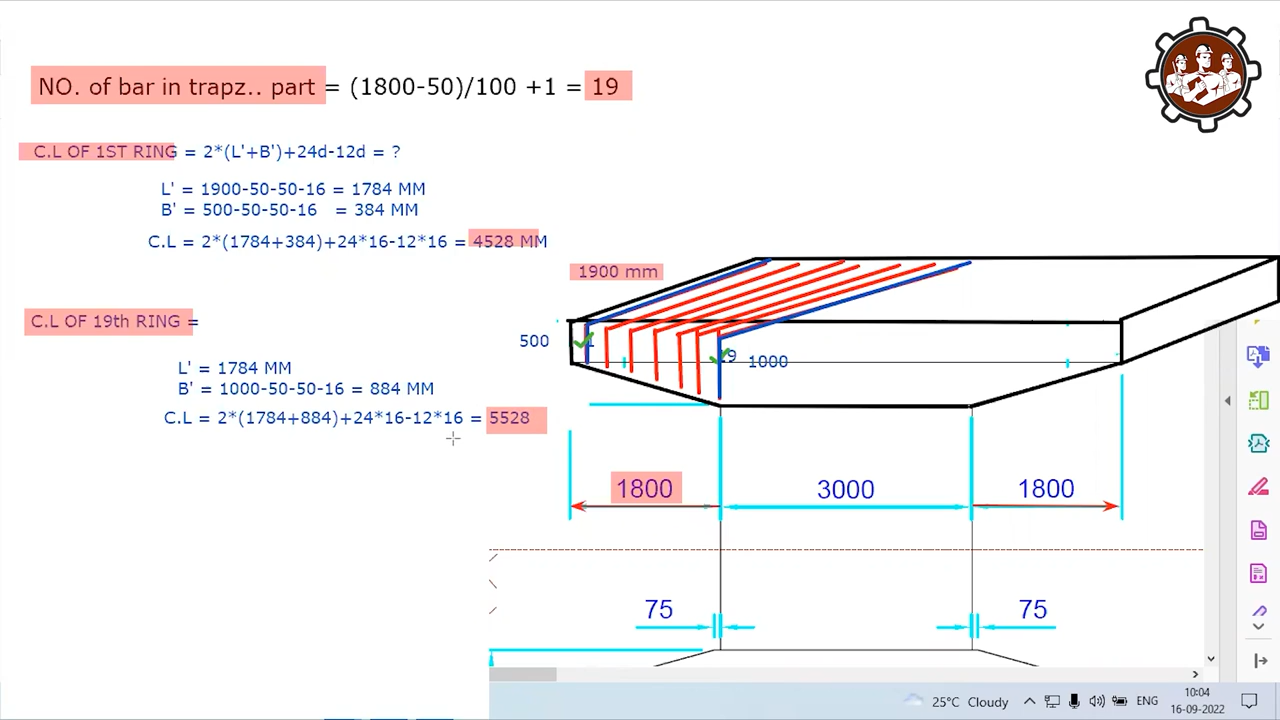 NO. of bar in trapz.. part = (1800-50)/100 +1 = 19
C.L OF 1ST RING = 2*(L'+B')+24d-12d = ?
L' = 1900-50-50-16 = 1784 MM
B' = 500-50-50-16 = 384 MM
C.L = 2*(1784+384)+24*16-12*16 = 4528 MM
1900 mm
C.L OF 19th RING =
500
1000
L' = 1784 MM
B' = 1000-50-50-16 = 884 MM
C.L = 2*(1784+884)+24*16-12*16 = 5528
1800 3000 1800
75 75
25°C Cloudy ENG 10:04
16-09-2022